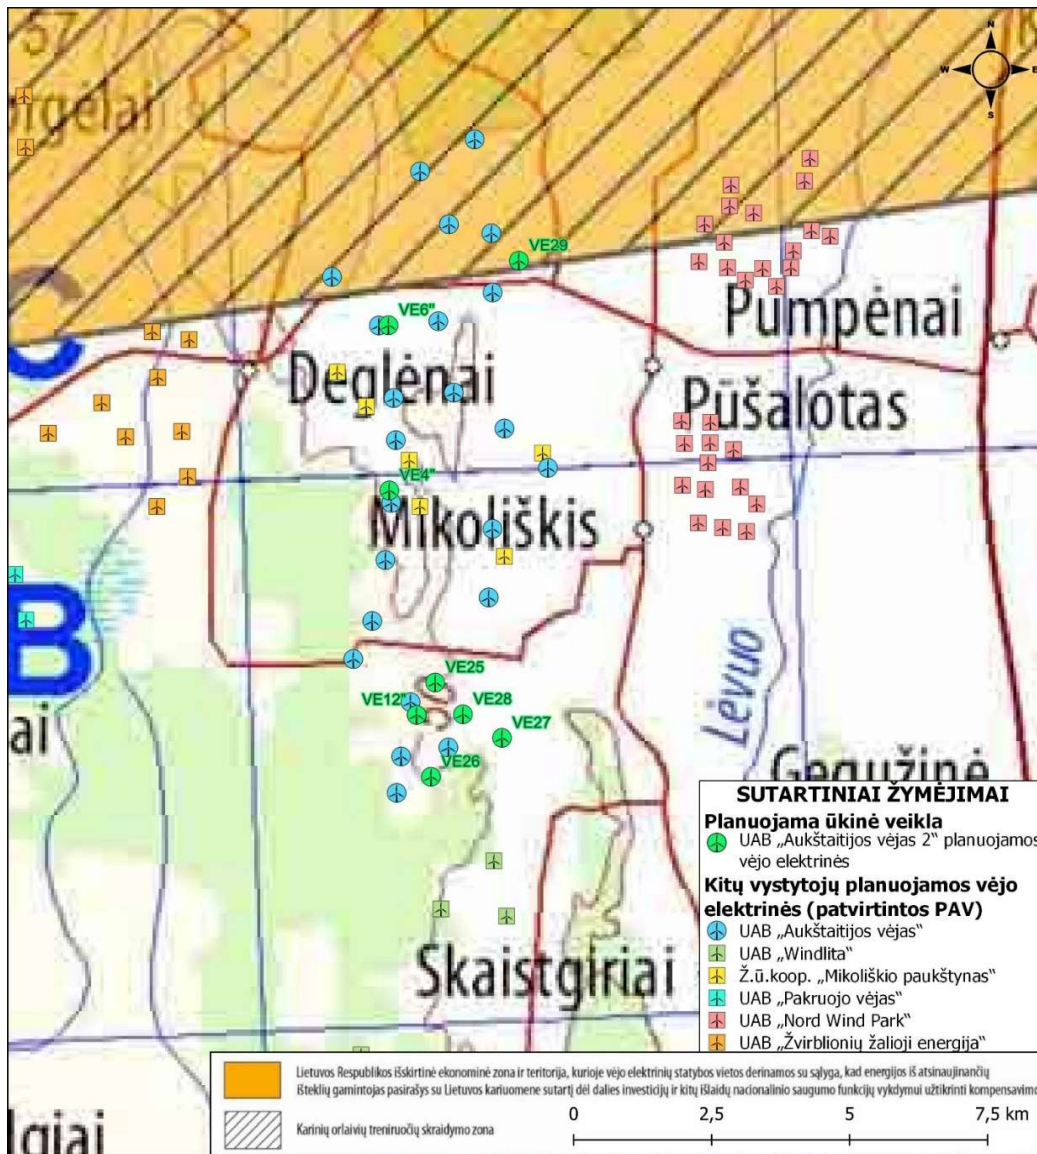 57
N
W
E
S
VE29
VE6"
Pumpėnai
Deglėnai
Pūšalotas
VE4"
Mikoliškis
B
Lėvuo
VE25
VE12"
VE28
VE27
ai
VE26
Gegužinė
SUTARTINIAI ŽYMĖJIMAI
Planuojama ūkinė veikla
UAB „Aukštaitijos vėjas 2“ planuojamos
vėjo elektrinės
Kitų vystytojų planuojamos vėjo
elektrinės (patvirtintos PAV)
UAB „Aukštaitijos vėjas“
UAB „Windlita“
Ž.ū.koop. „Mikoliškio paukštynas“
UAB „Pakruojo vėjas“
UAB „Nord Wind Park“
UAB „Žvirblionių žalioji energija“
Skaistgiriai
Lietuvos Respublikos išskirtinė ekonominė zona ir teritorija, kurioje vėjo elektrinių statybos vietos derinamos su sąlyga, kad energijos iš atsinaujinančių
išteklių gamintojas pasirašys su Lietuvos kariuomene sutartį dėl dalies investicijų ir kitų išlaidų nacionalinio saugumo funkcijų vykdymui užtikrinti kompensavimo
Karinių orlaivių treniruočių skraidymo zona
0
2,5
5
7,5 km
lgiai